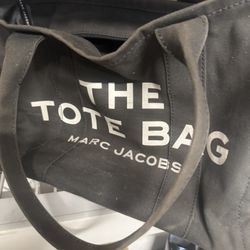 THE
TOTE BAG
MARC JACOBS